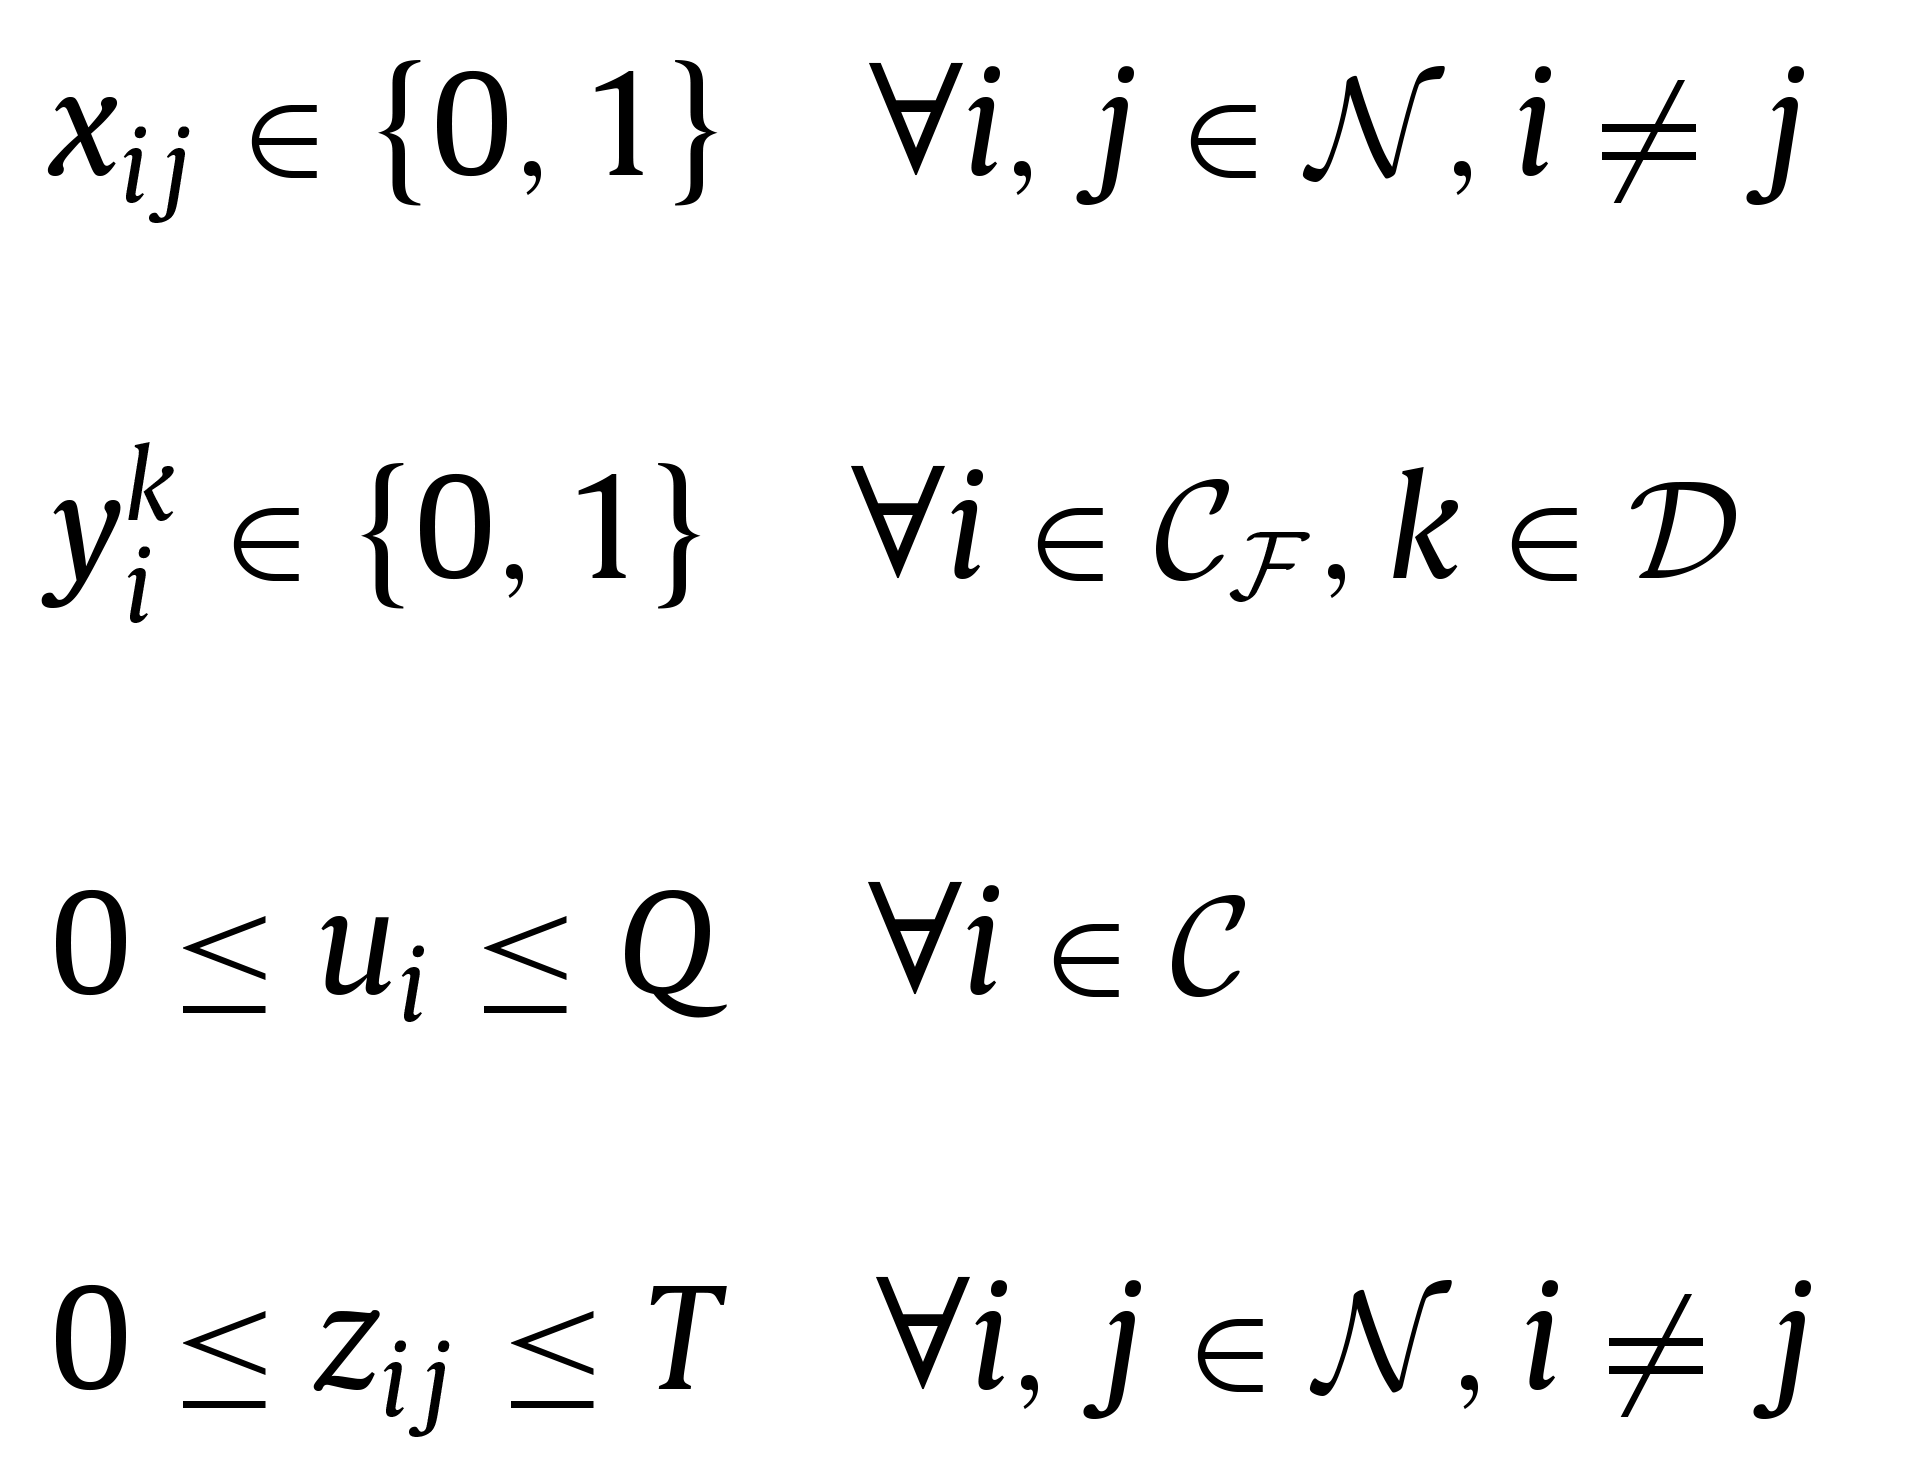 x_{ij} ∈ {0, 1} ∀i, j ∈ 𝒩, i ≠ j
y_i^k ∈ {0, 1} ∀i ∈ 𝒞_ℱ, k ∈ 𝒟
0 ≤ u_i ≤ Q ∀i ∈ 𝒞
0 ≤ z_{ij} ≤ T ∀i, j ∈ 𝒩, i ≠ j